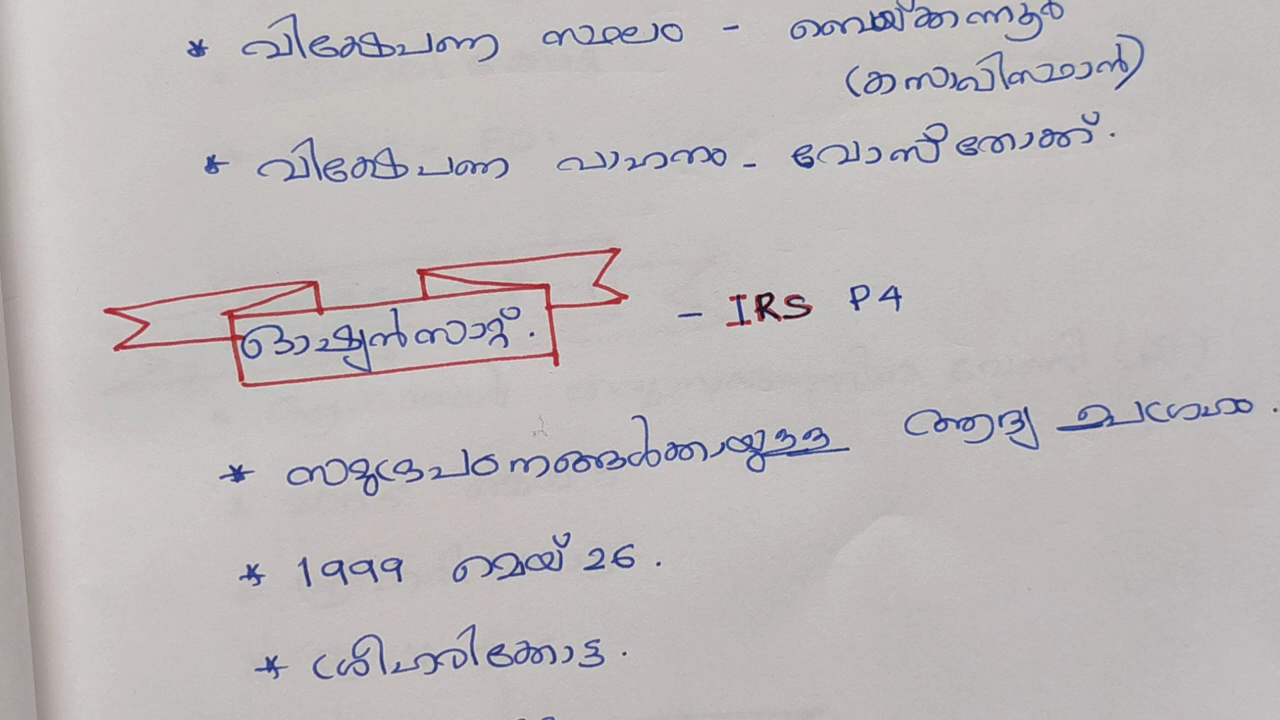 * വിക്ഷേപണ സ്ഥലം - ബൈയ്ക്കന്നൂർ
(കസാഖിസ്ഥാൻ)
* വിക്ഷേപണ വാഹനം - വോസ്തോക്ക്.
ഓഷ്യൻസാറ്റ്. - IRS P4
* സമുദ്രപഠനങ്ങൾക്കായുള്ള ആദ്യ ഉപഗ്രഹം.
* 1999 മെയ് 26.
* ശ്രീഹരിക്കോട്ട.